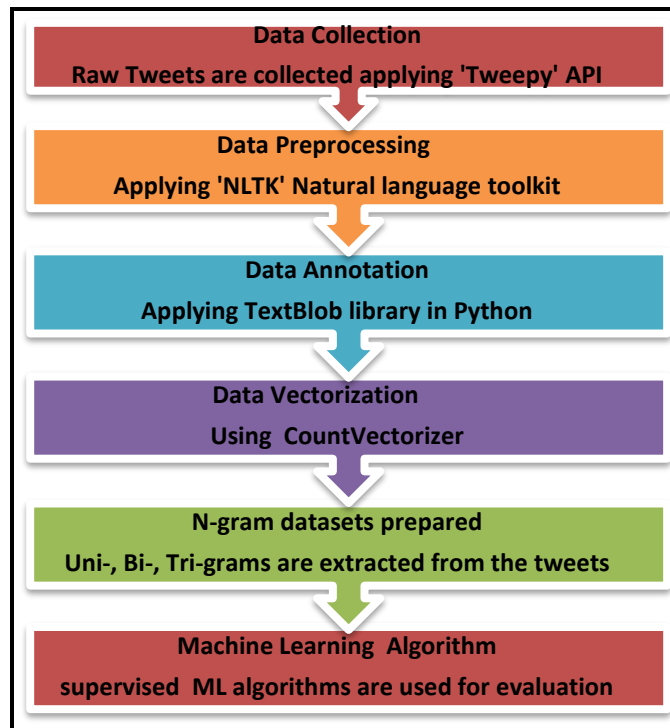 Data Collection
Raw Tweets are collected applying 'Tweepy' API
Data Preprocessing
Applying 'NLTK' Natural language toolkit
Data Annotation
Applying TextBlob library in Python
Data Vectorization
Using CountVectorizer
N-gram datasets prepared
Uni-, Bi-, Tri-grams are extracted from the tweets
Machine Learning Algorithm
supervised ML algorithms are used for evaluation